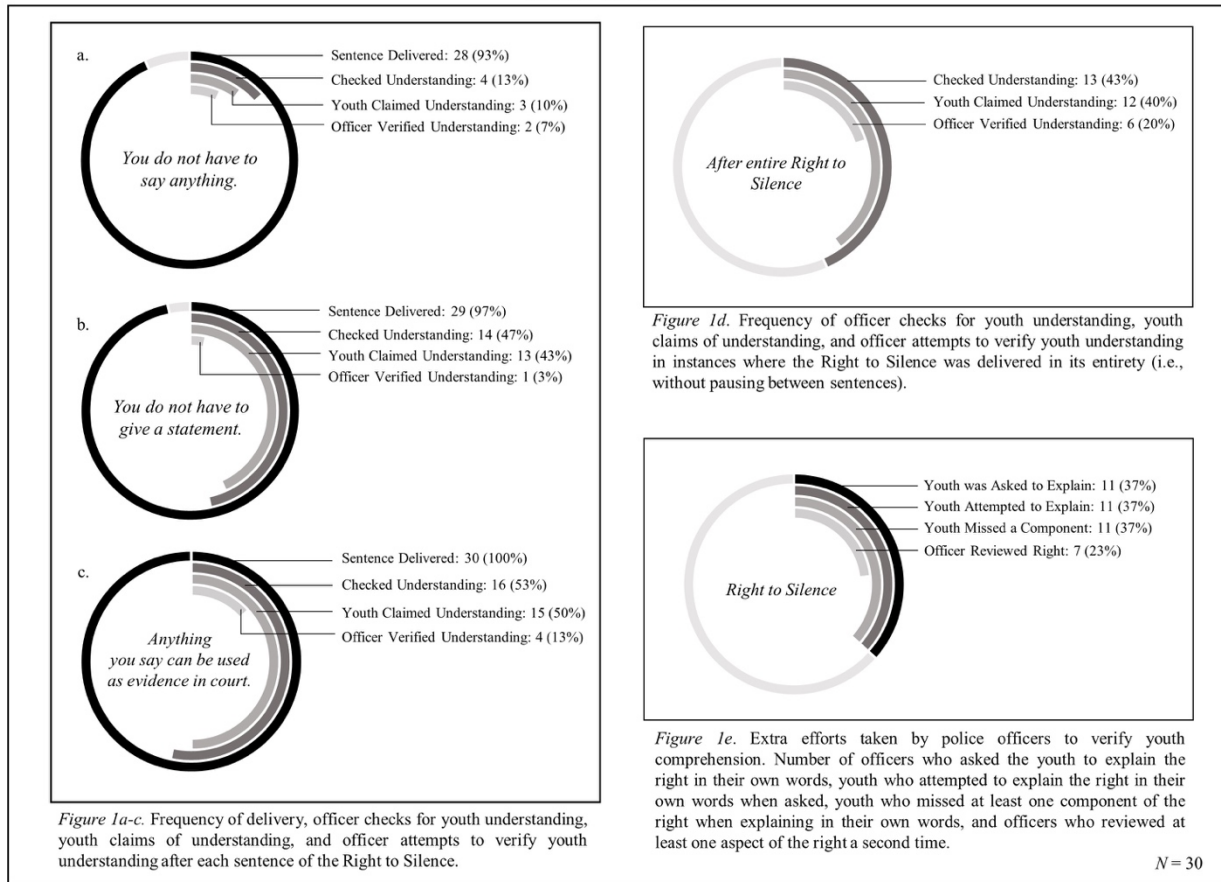 a.
Sentence Delivered: 28 (93%)
Checked Understanding: 4 (13%)
Youth Claimed Understanding: 3 (10%)
Officer Verified Understanding: 2 (7%)
You do not have to
say anything.
b.
Sentence Delivered: 29 (97%)
Checked Understanding: 14 (47%)
Youth Claimed Understanding: 13 (43%)
Officer Verified Understanding: 1 (3%)
You do not have to
give a statement.
c.
Sentence Delivered: 30 (100%)
Checked Understanding: 16 (53%)
Youth Claimed Understanding: 15 (50%)
Officer Verified Understanding: 4 (13%)
Anything
you say can be used
as evidence in court.
Figure 1a-c. Frequency of delivery, officer checks for youth understanding,
youth claims of understanding, and officer attempts to verify youth
understanding after each sentence of the Right to Silence.
Checked Understanding: 13 (43%)
Youth Claimed Understanding: 12 (40%)
Officer Verified Understanding: 6 (20%)
After entire Right to
Silence
Figure 1d. Frequency of officer checks for youth understanding, youth
claims of understanding, and officer attempts to verify youth understanding
in instances where the Right to Silence was delivered in its entirety (i.e.,
without pausing between sentences).
Youth was Asked to Explain: 11 (37%)
Youth Attempted to Explain: 11 (37%)
Youth Missed a Component: 11 (37%)
Officer Reviewed Right: 7 (23%)
Right to Silence
Figure 1e. Extra efforts taken by police officers to verify youth
comprehension. Number of officers who asked the youth to explain the
right in their own words, youth who attempted to explain the right in their
own words when asked, youth who missed at least one component of the
right when explaining in their own words, and officers who reviewed at
least one aspect of the right a second time.
N = 30